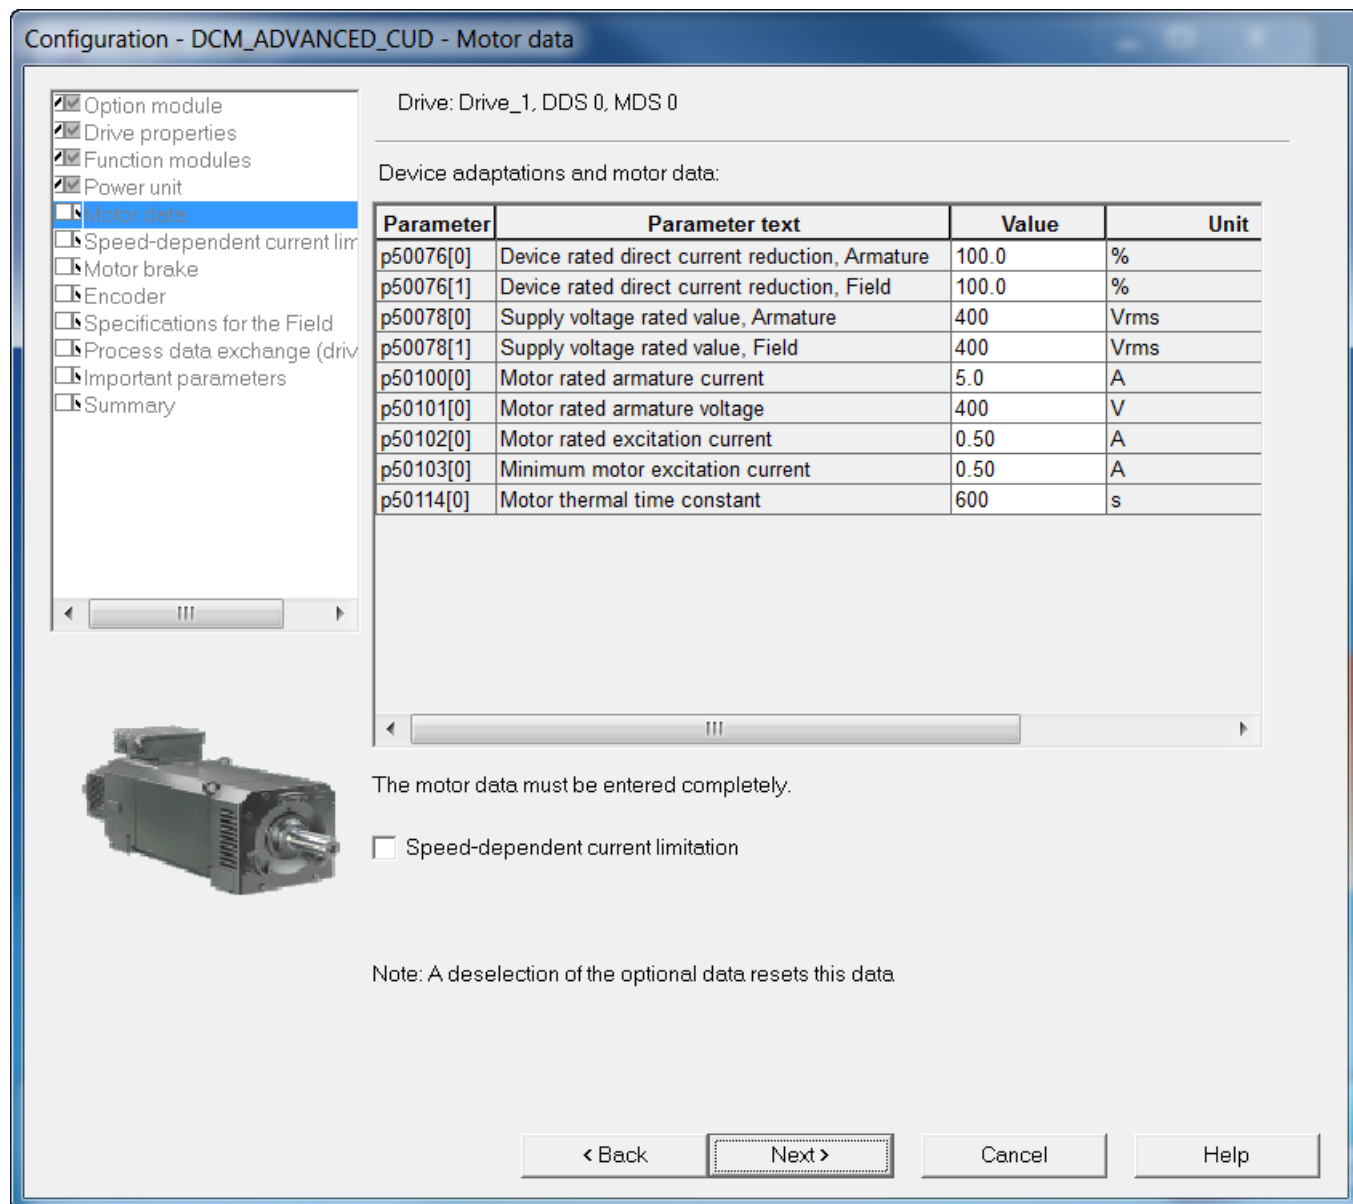 Configuration - DCM_ADVANCED_CUD - Motor data
Option module
Drive properties
Function modules
Power unit
Motor data
Speed-dependent current lim
Motor brake
Encoder
Specifications for the Field
Process data exchange (driv
Important parameters
Summary
Drive: Drive_1, DDS 0, MDS 0
Device adaptations and motor data:
Parameter Parameter text Value Unit
p50076[0] Device rated direct current reduction, Armature 100.0 %
p50076[1] Device rated direct current reduction, Field 100.0 %
p50078[0] Supply voltage rated value, Armature 400 Vrms
p50078[1] Supply voltage rated value, Field 400 Vrms
p50100[0] Motor rated armature current 5.0 A
p50101[0] Motor rated armature voltage 400 V
p50102[0] Motor rated excitation current 0.50 A
p50103[0] Minimum motor excitation current 0.50 A
p50114[0] Motor thermal time constant 600 s
The motor data must be entered completely.
Speed-dependent current limitation
Note: A deselection of the optional data resets this data
< Back Next > Cancel Help